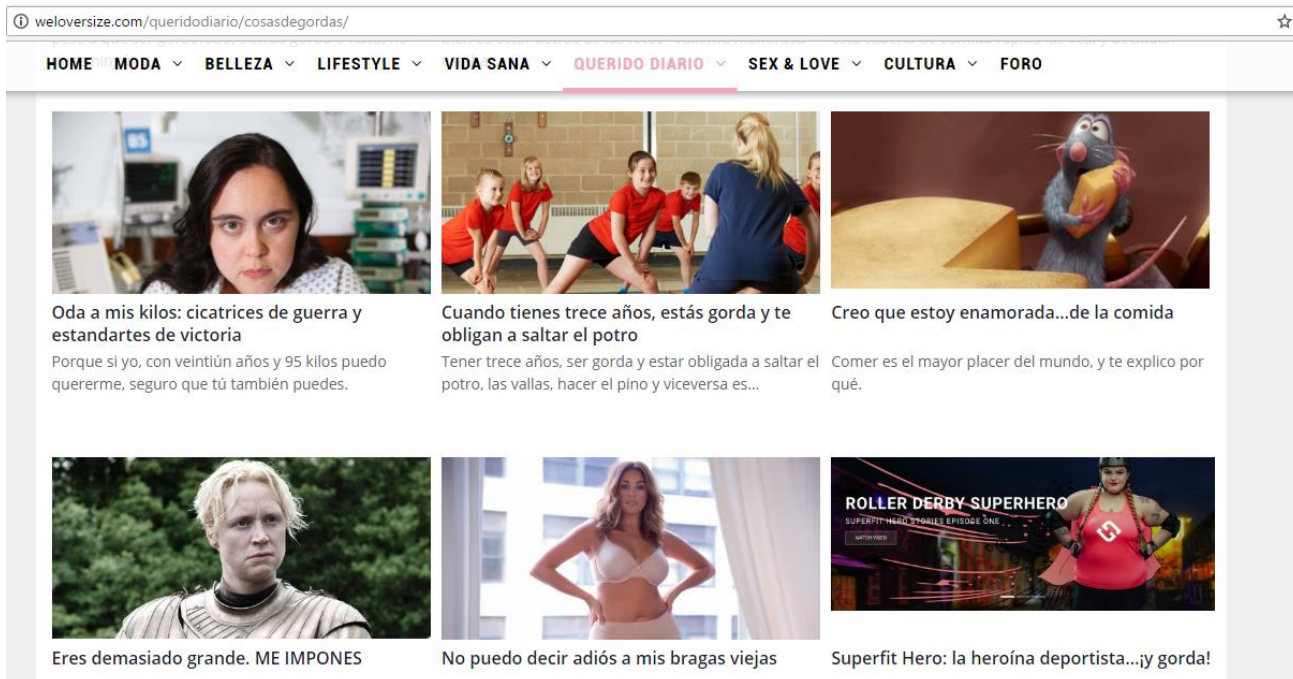 weloversize.com/queridodiario/cosasdegordas/
HOME MODA BELLEZA LIFESTYLE VIDA SANA QUERIDO DIARIO SEX & LOVE CULTURA FORO
Oda a mis kilos: cicatrices de guerra y
estandartes de victoria
Porque si yo, con veintiún años y 95 kilos puedo
quererme, seguro que tú también puedes.
Cuando tienes trece años, estás gorda y te
obligan a saltar el potro
Tener trece años, ser gorda y estar obligada a saltar el
potro, las vallas, hacer el pino y viceversa es...
Creo que estoy enamorada...de la comida
Comer es el mayor placer del mundo, y te explico por
qué.
Eres demasiado grande. ME IMPONES
No puedo decir adiós a mis bragas viejas
ROLLER DERBY SUPERHERO
SUPERFIT HERO STORIES EPISODE ONE
WATCH VIDEO
Superfit Hero: la heroína deportista...¡y gorda!